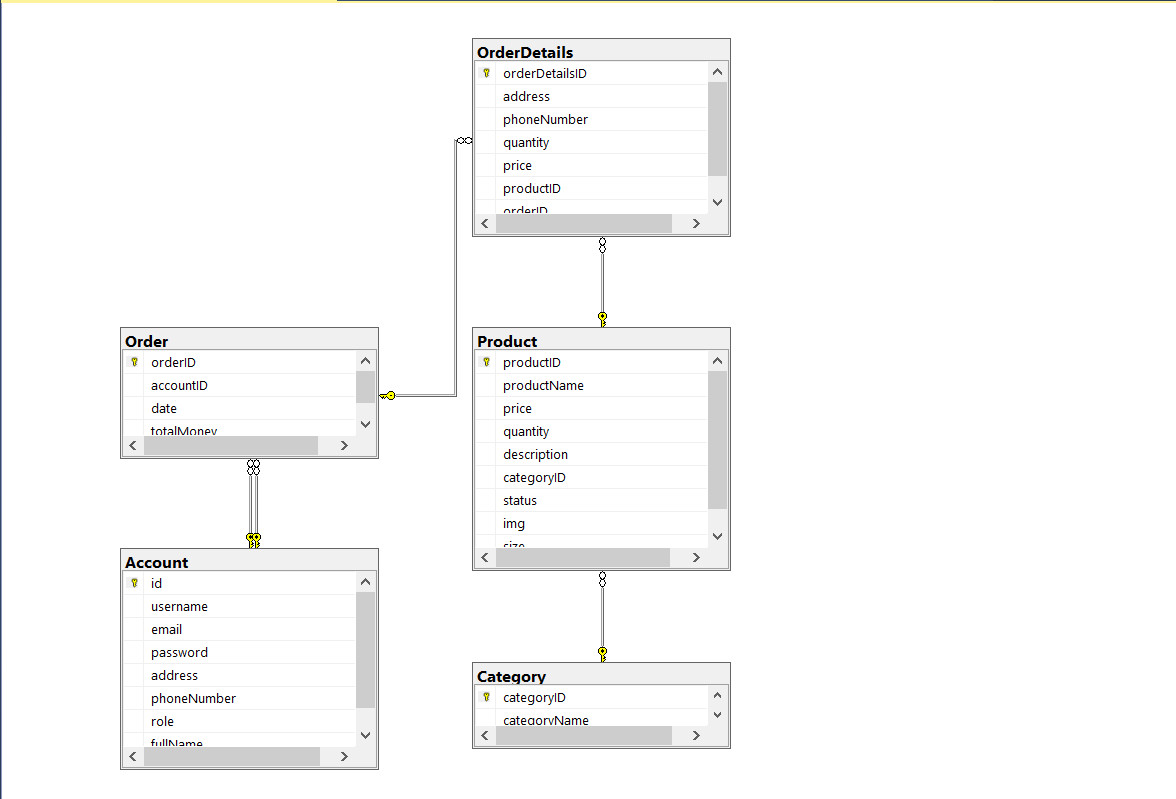 OrderDetails
orderDetailsID
address
phoneNumber
quantity
price
productID
orderID
Order
orderID
accountID
date
totalMoney
Product
productID
productName
price
quantity
description
categoryID
status
img
size
Account
id
username
email
password
address
phoneNumber
role
fullName
Category
categoryID
categoryName